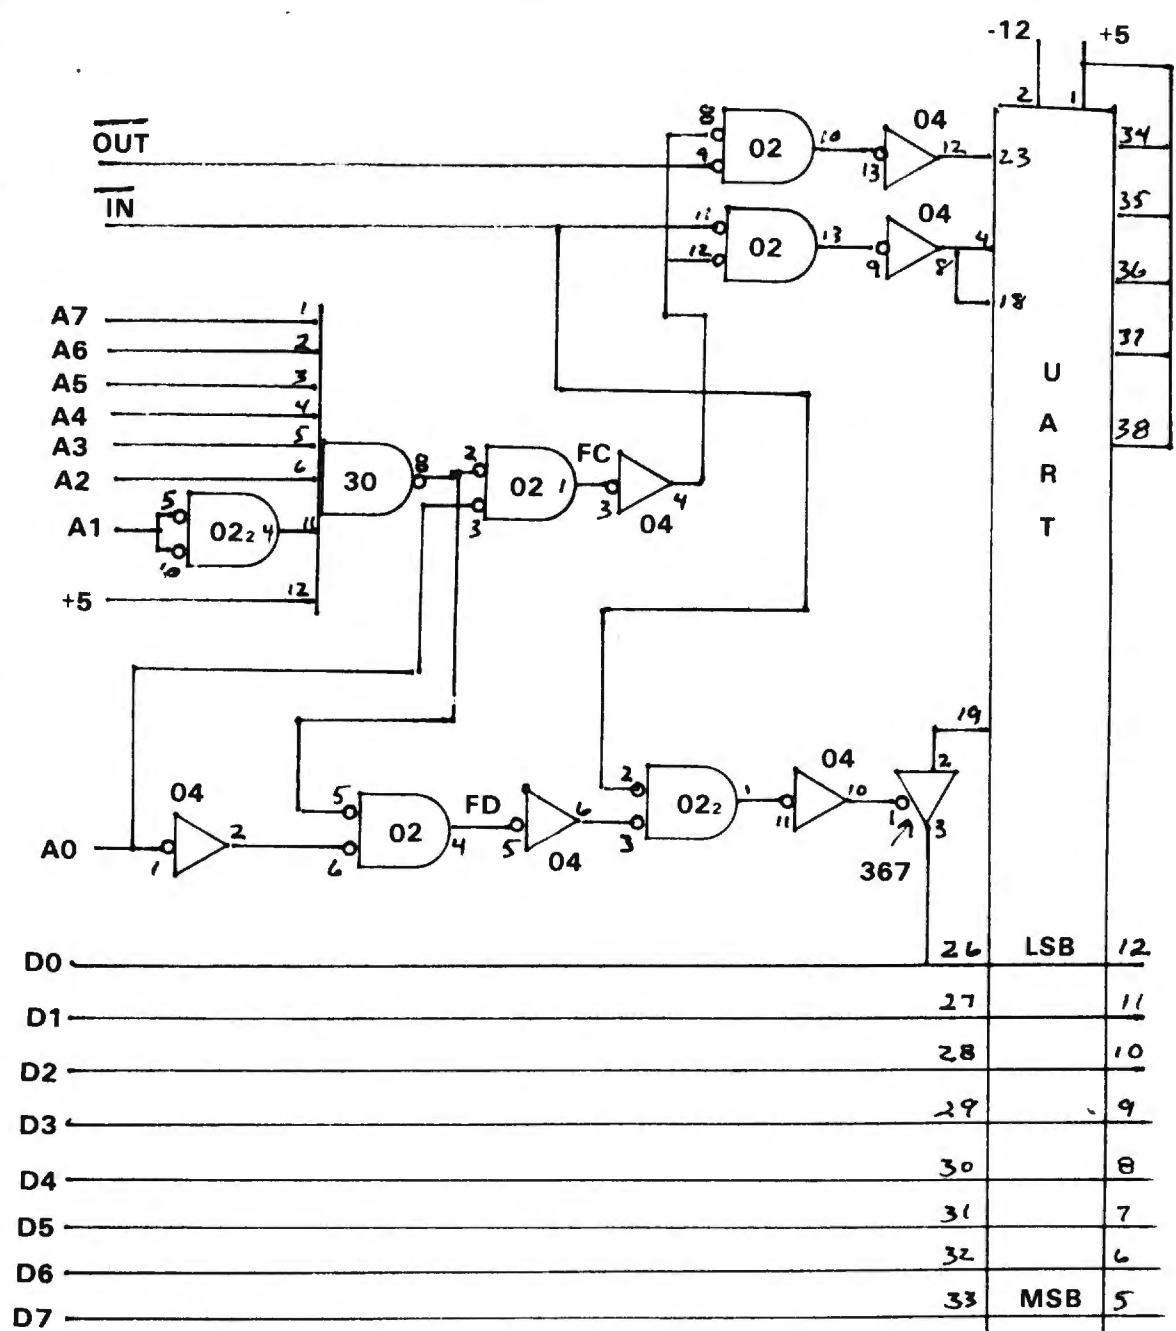 -12 +5
2 1
OUT
8 9 02 10 13 04 12 23
34
IN
11 12 02 13 9 04 8 4
35
18
36
37
38
A7 1
A6 2
A5 3
A4 4
A3 5
A2 6
30 8
2 3 02 1 FC 3 4
04
A1 5 02₂ 4 11
+5 12
U
A
R
T
19
2
04
1 2
A0
5 6 02 4 FD 5 6
04
2 3 02₂ 1 11 04 10 1 3
367
D0 26 LSB 12
D1 27 11
D2 28 10
D3 29 9
D4 30 8
D5 31 7
D6 32 6
D7 33 MSB 5